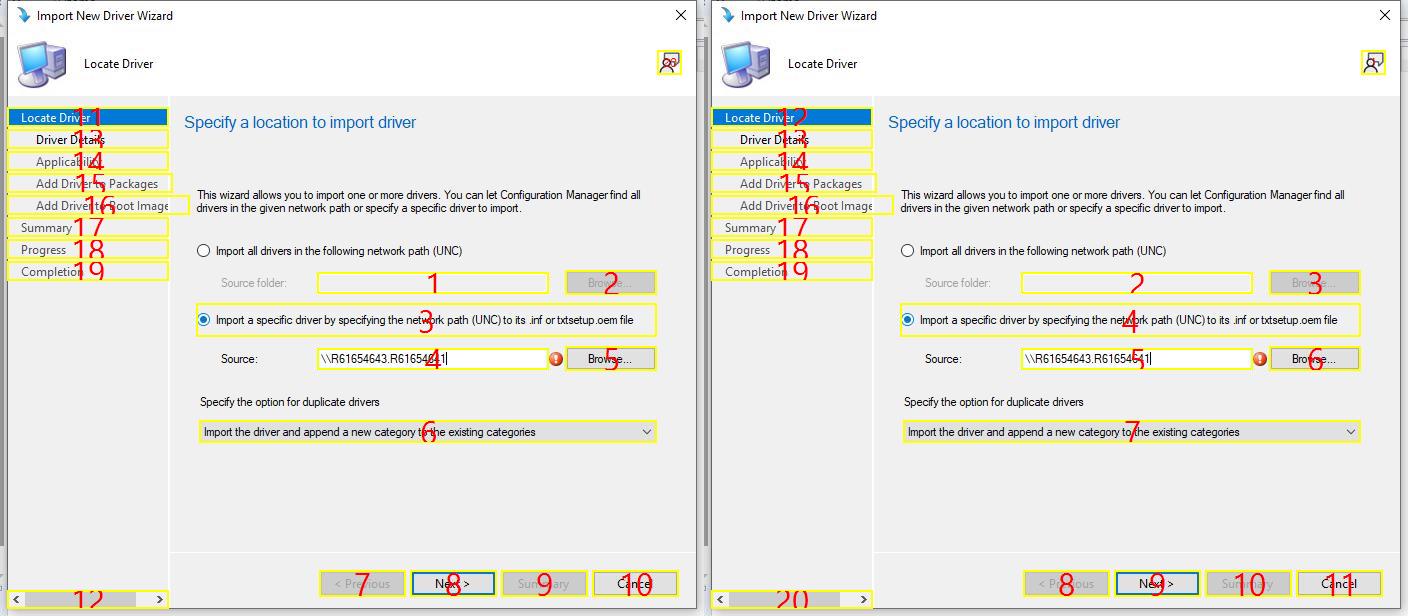 Import New Driver Wizard
Locate Driver
Locate Driver 11
Driver Details 13
Applicability 14
Add Driver to Packages 15
Add Driver to Boot Image 16
Summary 17
Progress 18
Completion 19
12
Specify a location to import driver
This wizard allows you to import one or more drivers. You can let Configuration Manager find all
drivers in the given network path or specify a specific driver to import.
Import all drivers in the following network path (UNC)
Source folder: 1 Browse... 2
Import a specific driver by specifying the network path (UNC) to its .inf or txtsetup.oem file 3
Source: \\R61654643.R61654641 4 Browse... 5
Specify the option for duplicate drivers
Import the driver and append a new category to the existing categories 6
< Previous 7 Next > 8 Summary 9 Cancel 10
Import New Driver Wizard
Locate Driver
Locate Driver 12
Driver Details 13
Applicability 14
Add Driver to Packages 15
Add Driver to Boot Image 16
Summary 17
Progress 18
Completion 19
20
Specify a location to import driver
This wizard allows you to import one or more drivers. You can let Configuration Manager find all
drivers in the given network path or specify a specific driver to import.
Import all drivers in the following network path (UNC)
Source folder: 2 Browse... 3
Import a specific driver by specifying the network path (UNC) to its .inf or txtsetup.oem file 4
Source: \\R61654643.R61654641 5 Browse... 6
Specify the option for duplicate drivers
Import the driver and append a new category to the existing categories 7
< Previous 8 Next > 9 Summary 10 Cancel 11